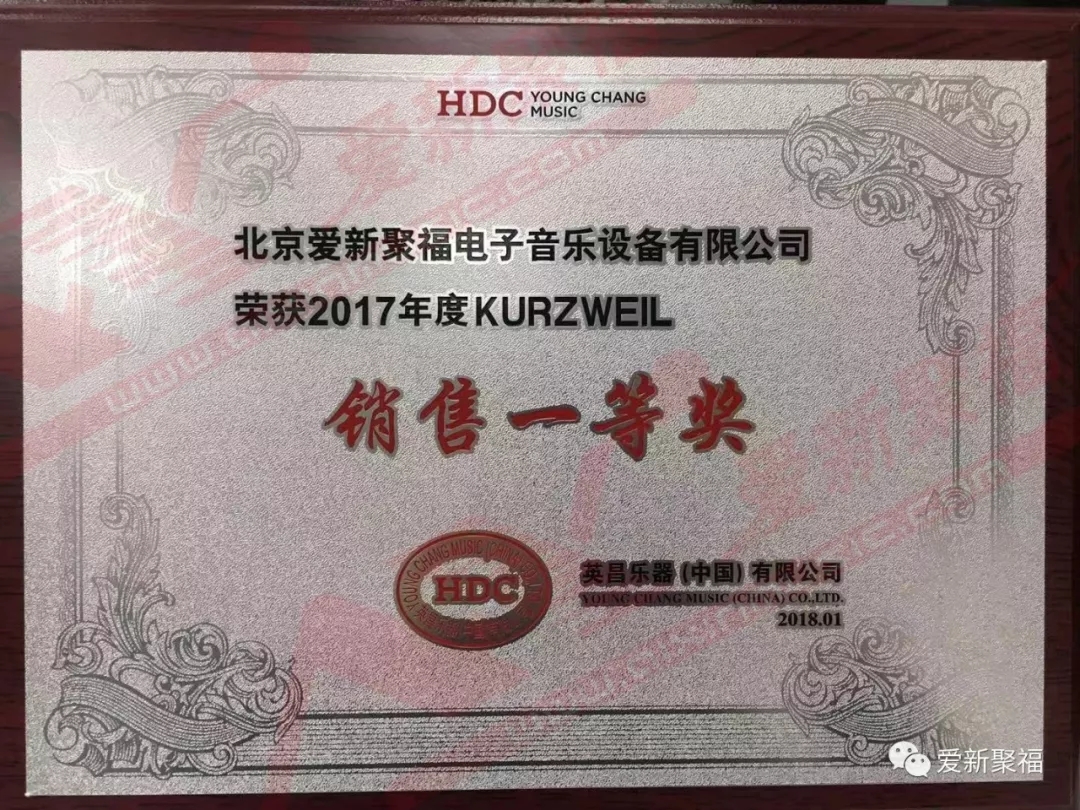 HDC YOUNG CHANG
MUSIC
北京爱新聚福电子音乐设备有限公司
荣获2017年度KURZWEIL
销售一等奖
HDC
英昌乐器(中国)有限公司
YOUNG CHANG MUSIC (CHINA) CO.,LTD.
2018.01
爱新聚福